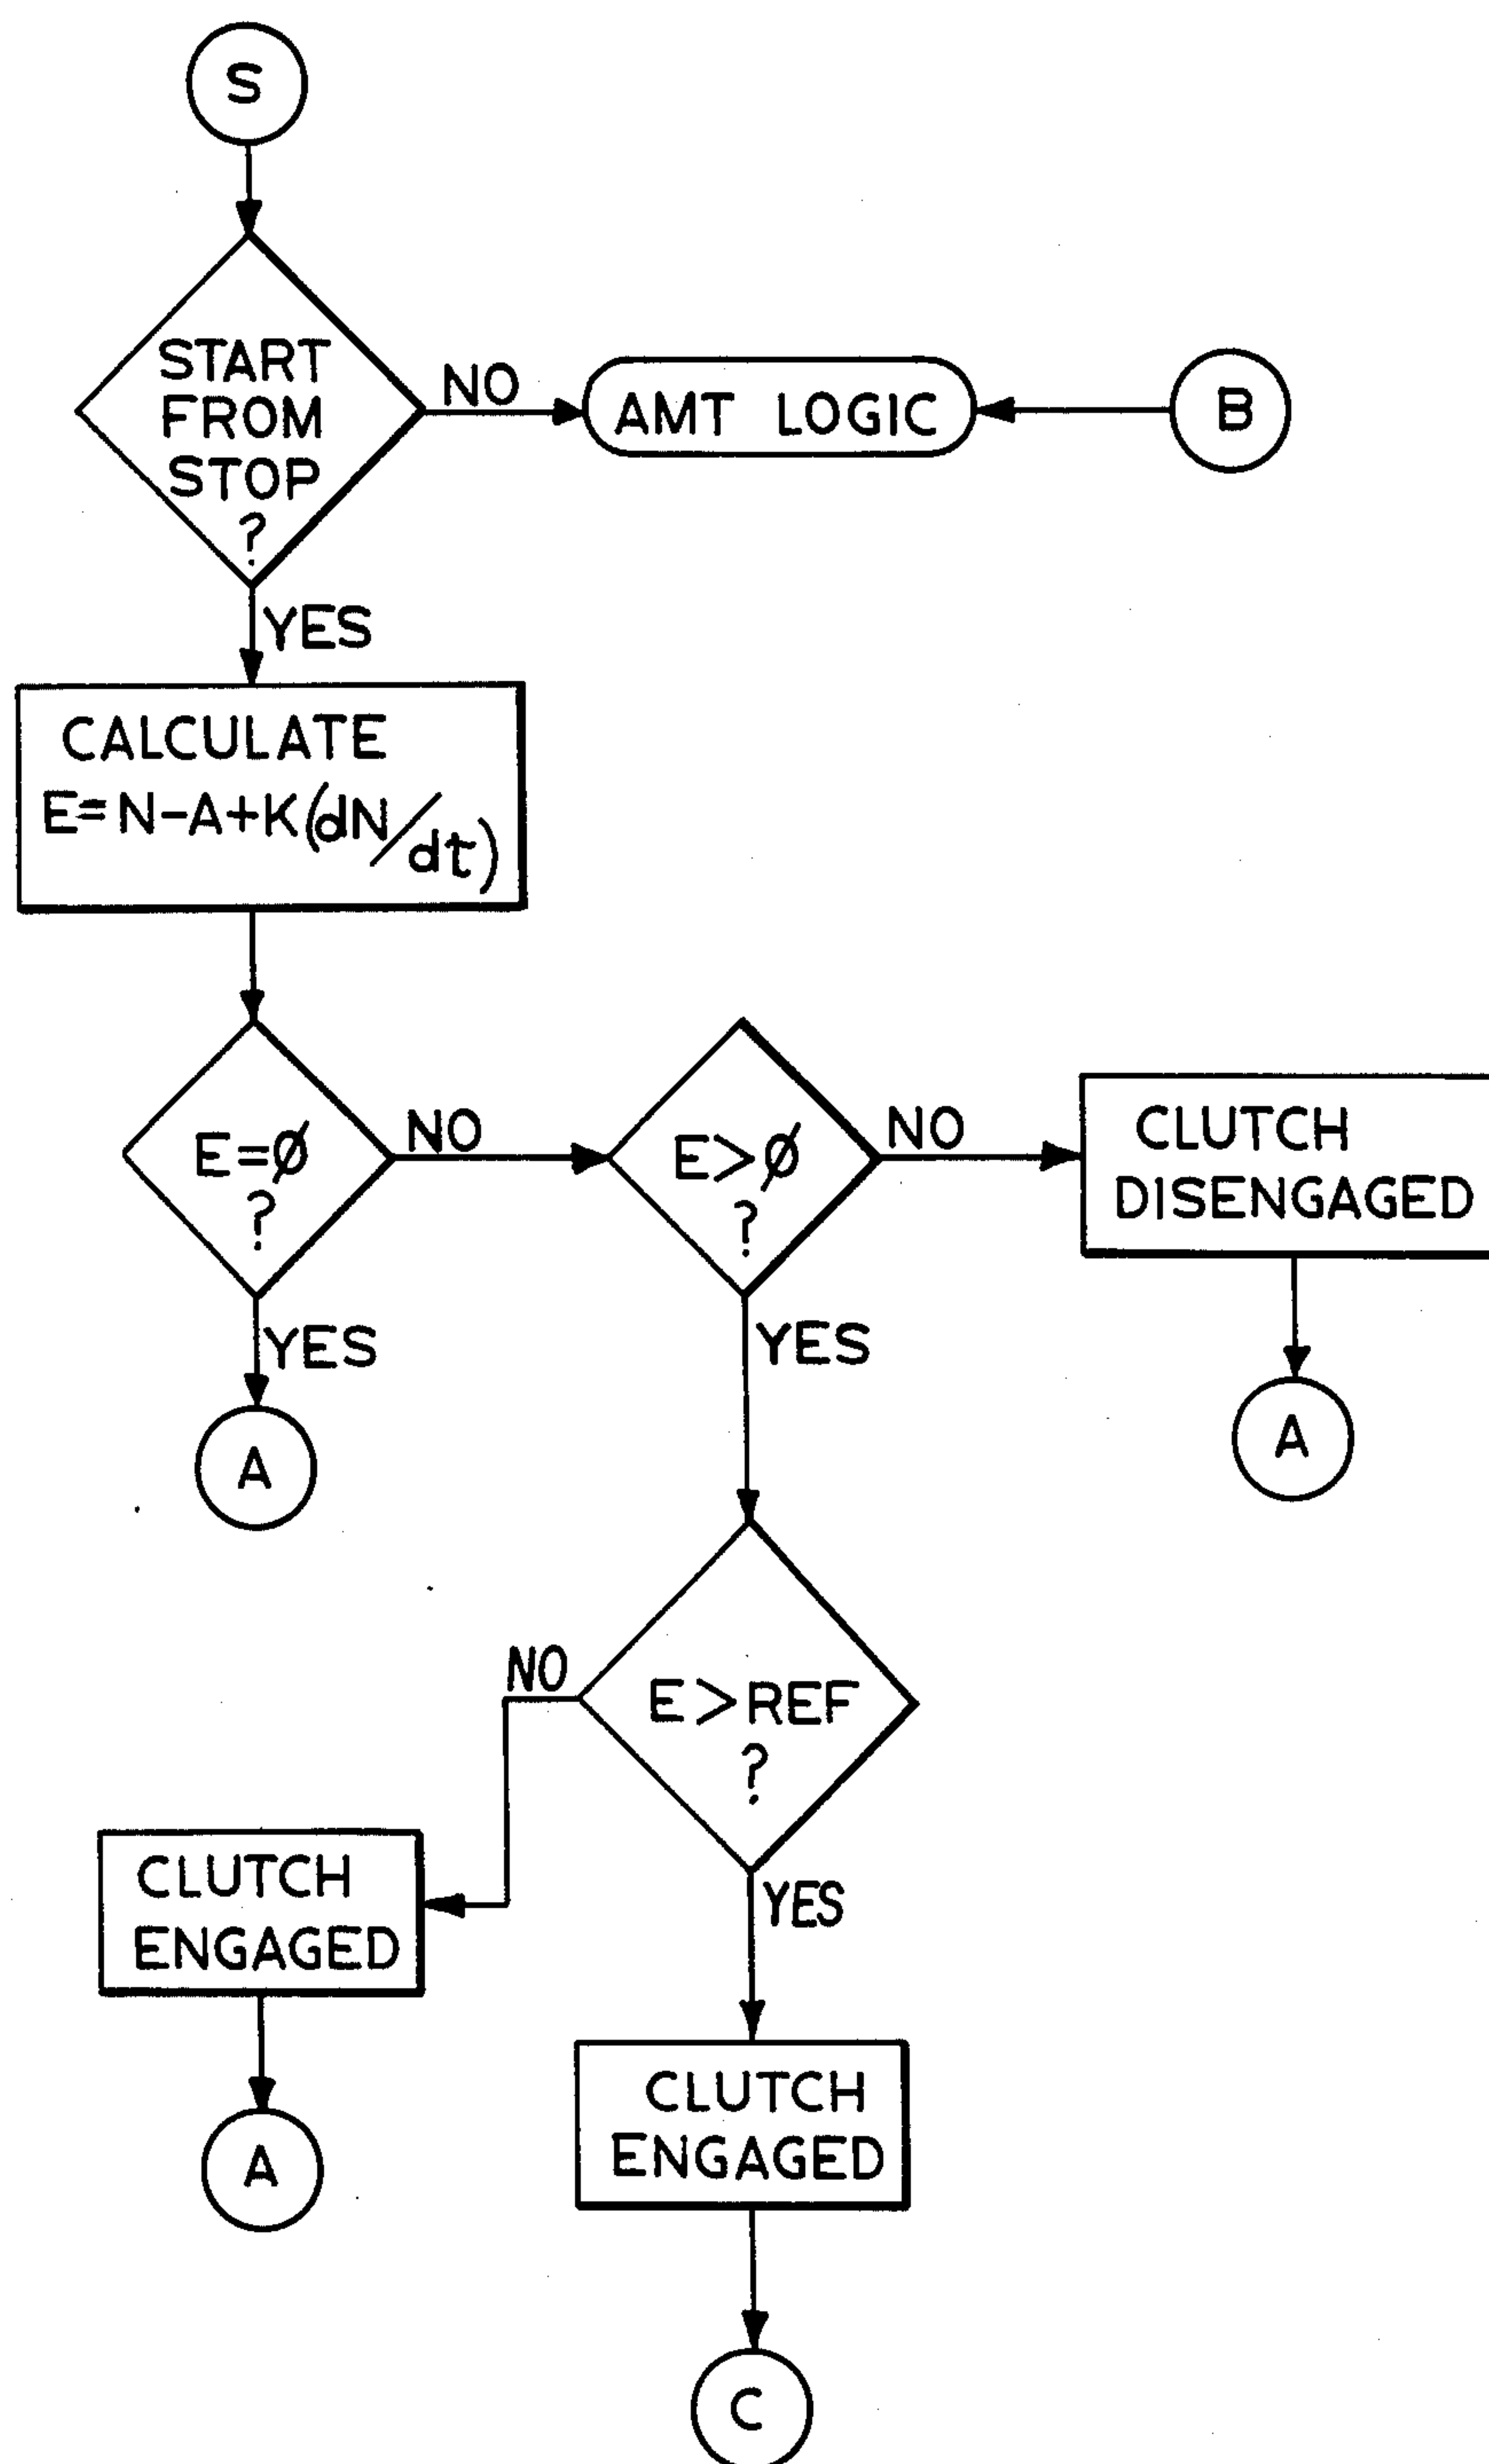 S
START
FROM
STOP
?
NO
AMT LOGIC
B
YES
CALCULATE
E=N-A+K(dN/dt)
E=Ø
?
NO
E>Ø
?
NO
CLUTCH
DISENGAGED
YES
A
YES
A
E>REF
?
NO
CLUTCH
ENGAGED
YES
A
CLUTCH
ENGAGED
C